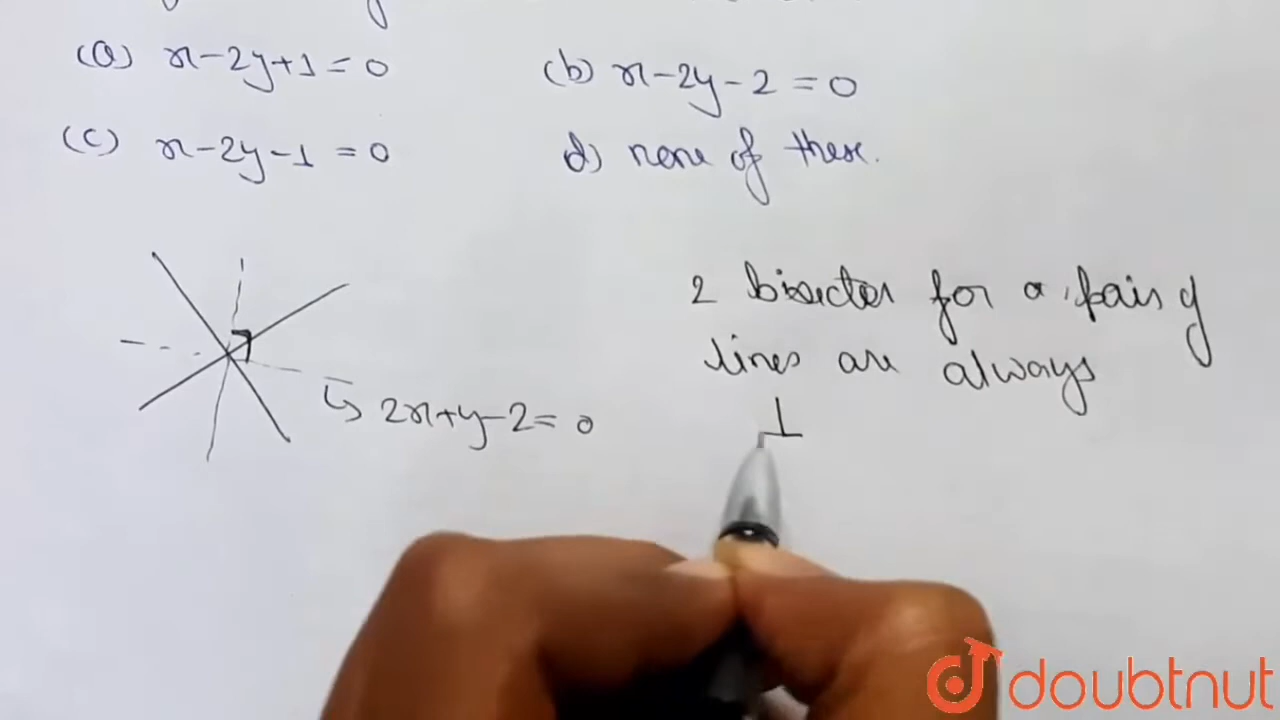 (a) x-2y+1=0
(b) x-2y-2=0
(c) x-2y-1=0
d) none of these.
2 bisector for a pair of
lines are always
⊥
2x+y-2=0
doubtnut